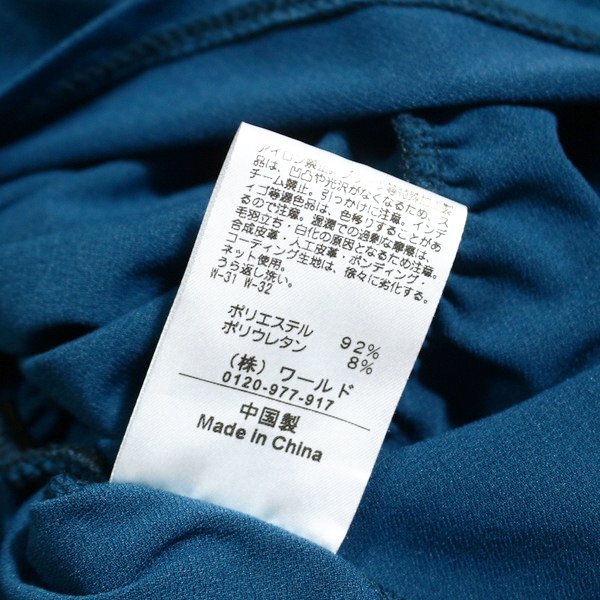 品は、凹凸や光沢がなくなるため、ス
チーム禁止。引っかけに注意。インデ
ィゴ等濃色品は、色移りすることがあ
るので注意。湿潤での過剰な摩擦は、
毛羽立ち・白化の原因となるため注意。
合成皮革・人工皮革・ボンディング・
コーティング生地は、徐々に劣化する。
ネット使用。
うら返し洗い。
W-31 W-32
ポリエステル 92%
ポリウレタン 8%
(株)ワールド
0120-977-917
中国製
Made in China